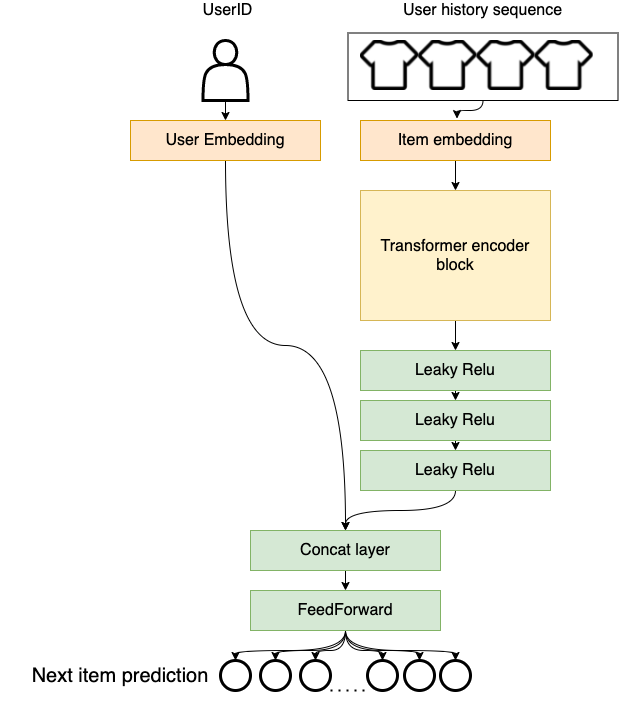 UserID
User history sequence
User Embedding
Item embedding
Transformer encoder
block
Leaky Relu
Leaky Relu
Leaky Relu
Concat layer
FeedForward
Next item prediction
.....